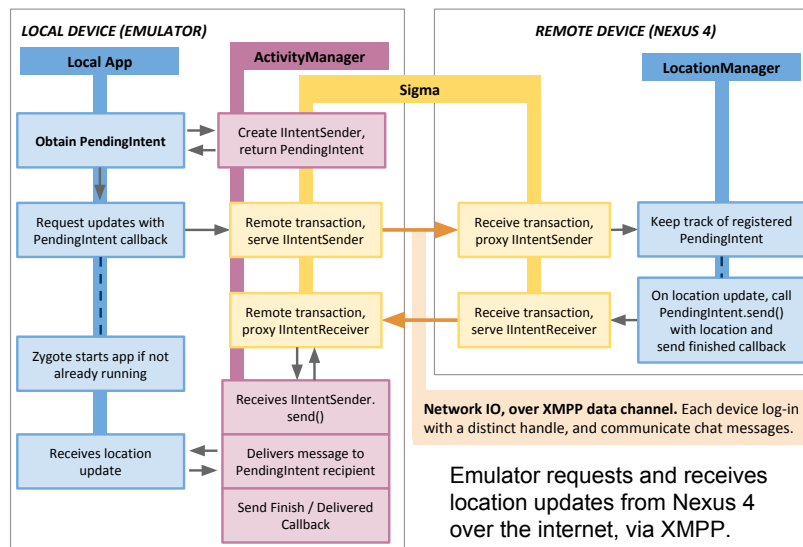 LOCAL DEVICE (EMULATOR)
REMOTE DEVICE (NEXUS 4)
Local App
ActivityManager
LocationManager
Sigma
Obtain PendingIntent
Create IIntentSender,
return PendingIntent
Request updates with
PendingIntent callback
Remote transaction,
serve IIntentSender
Receive transaction,
proxy IIntentSender
Keep track of registered
PendingIntent
Remote transaction,
proxy IIntentReceiver
Receive transaction,
serve IIntentReceiver
On location update, call
PendingIntent.send()
with location and
send finished callback
Zygote starts app if not
already running
Receives IIntentSender.
send()
Network IO, over XMPP data channel. Each device log-in
with a distinct handle, and communicate chat messages.
Receives location
update
Delivers message to
PendingIntent recipient
Send Finish / Delivered
Callback
Emulator requests and receives
location updates from Nexus 4
over the internet, via XMPP.